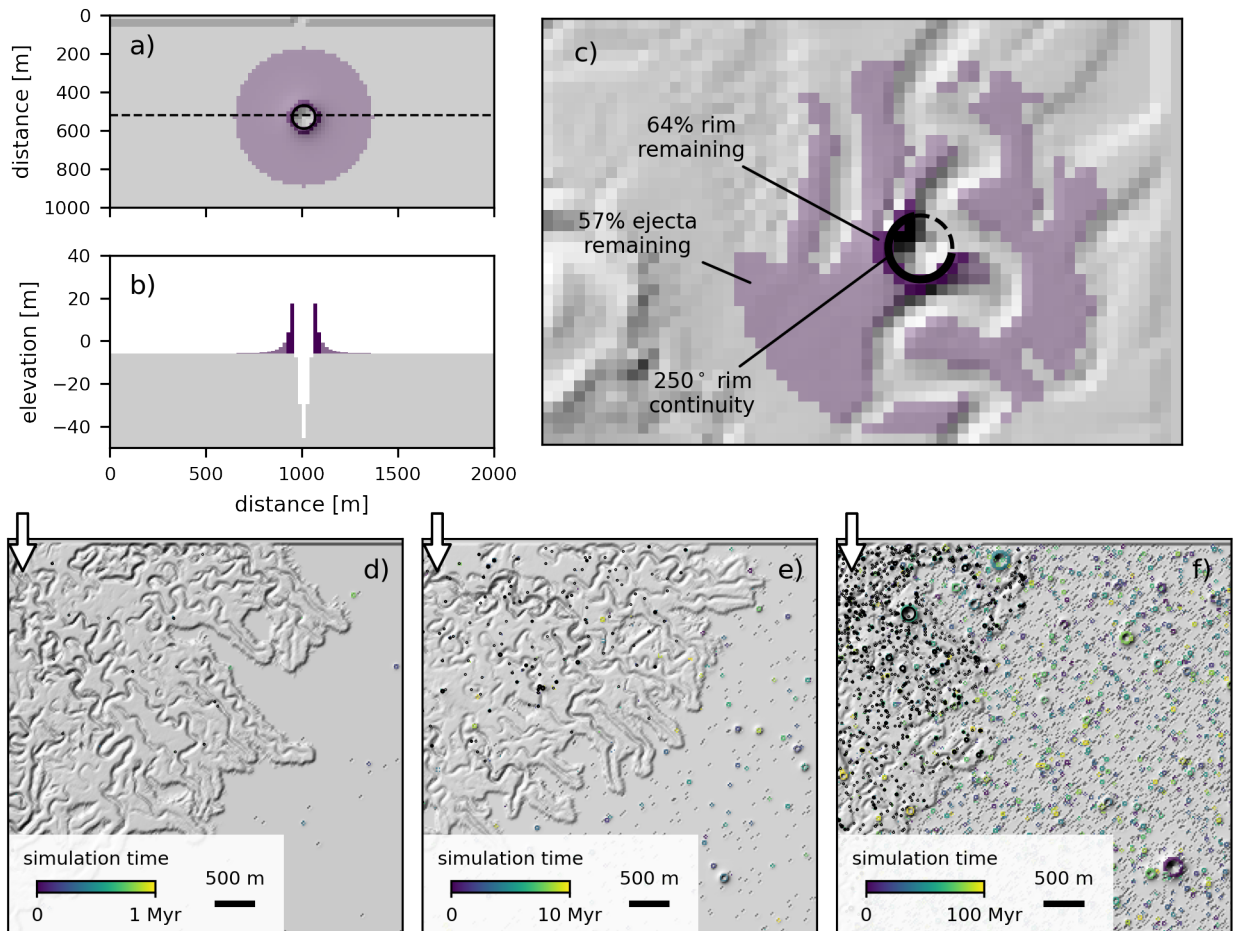 a)
distance [m]
0
200
400
600
800
1000
b)
elevation [m]
40
20
0
−20
−40
0
500
1000
1500
2000
distance [m]
c)
64% rim
remaining
57% ejecta
remaining
250° rim
continuity
d)
simulation time
0
1 Myr
500 m
e)
simulation time
0
10 Myr
500 m
f)
simulation time
0
100 Myr
500 m